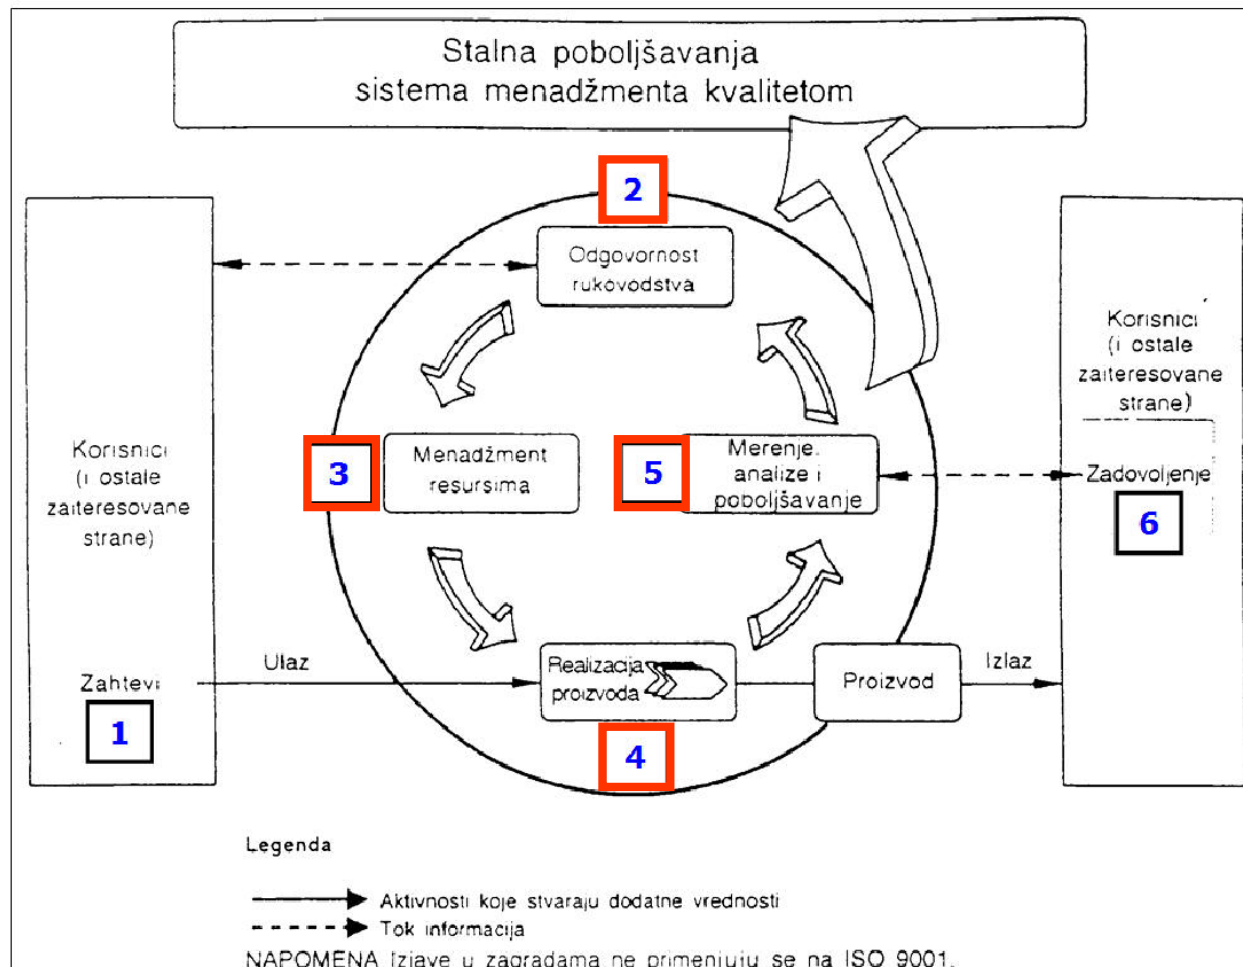 Stalna poboljšavanja
sistema menadžmenta kvalitetom
2
Odgovornost
rukovodstva
Korisnici
(i ostale
zaiteresovane
strane)
Korisnici
(i ostale
zaiteresovane
strane)
3
Menadžment
resursima
5
Merenje.
analize i
poboljšavanje
Zadovoljenje
6
Zahtevi
1
Ulaz
Realizacija
proizvoda
4
Proizvod
Izlaz
Legenda
Aktivnosti koje stvaraju dodatne vrednosti
Tok informacija
NAPOMENA Izjave u zagradama ne primenjuju se na ISO 9001.